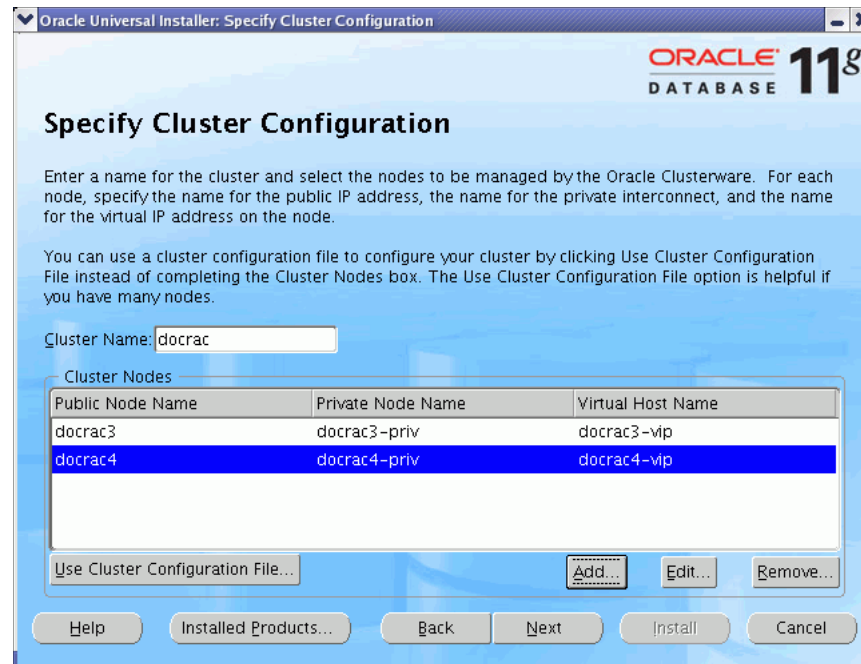 Oracle Universal Installer: Specify Cluster Configuration
ORACLE
DATABASE 11g
Specify Cluster Configuration
Enter a name for the cluster and select the nodes to be managed by the Oracle Clusterware. For each
node, specify the name for the public IP address, the name for the private interconnect, and the name
for the virtual IP address on the node.
You can use a cluster configuration file to configure your cluster by clicking Use Cluster Configuration
File instead of completing the Cluster Nodes box. The Use Cluster Configuration File option is helpful if
you have many nodes.
Cluster Name: docrac
Cluster Nodes
Public Node Name Private Node Name Virtual Host Name
docrac3 docrac3-priv docrac3-vip
docrac4 docrac4-priv docrac4-vip
Use Cluster Configuration File... Add... Edit... Remove...
Help Installed Products... Back Next Install Cancel